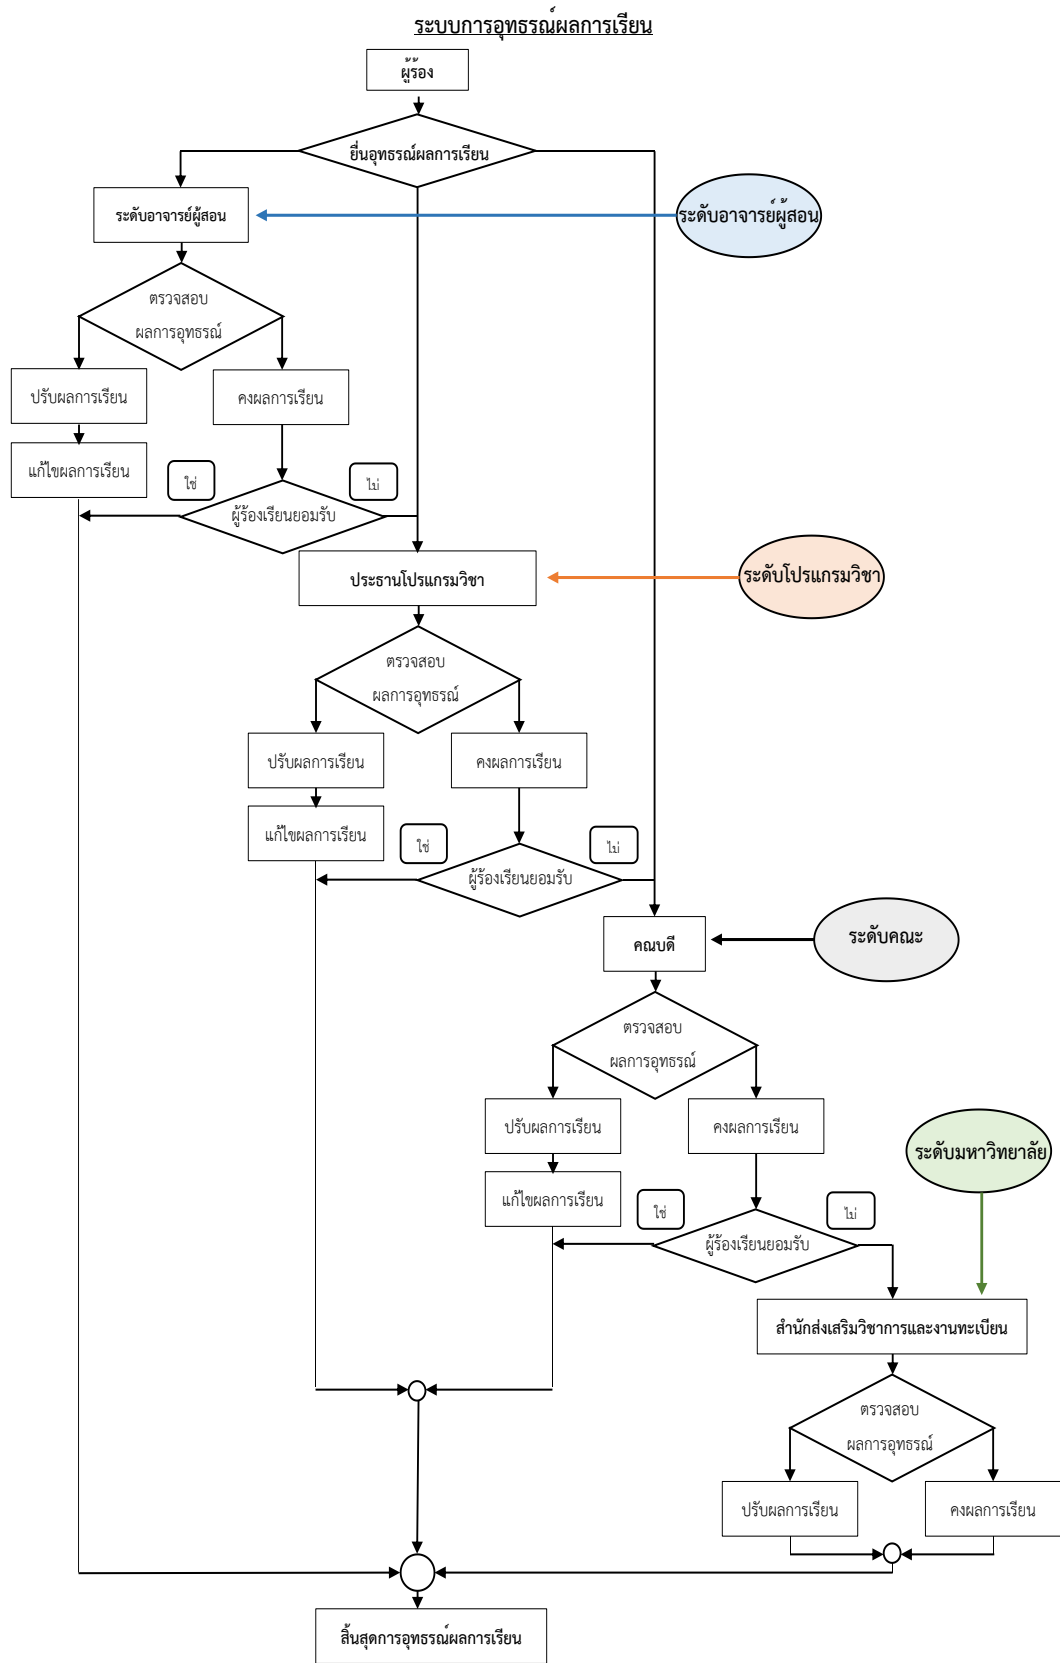 ระบบการอุทธรณ์ผลการเรียน
ผู้ร้อง
ยื่นอุทธรณ์ผลการเรียน
ระดับอาจารย์ผู้สอน
ระดับอาจารย์ผู้สอน
ตรวจสอบ
ผลการอุทธรณ์
ปรับผลการเรียน
คงผลการเรียน
แก้ไขผลการเรียน
ใช่
ไม่
ผู้ร้องเรียนยอมรับ
ประธานโปรแกรมวิชา
ระดับโปรแกรมวิชา
ตรวจสอบ
ผลการอุทธรณ์
ปรับผลการเรียน
คงผลการเรียน
แก้ไขผลการเรียน
ใช่
ไม่
ผู้ร้องเรียนยอมรับ
คณบดี
ระดับคณะ
ตรวจสอบ
ผลการอุทธรณ์
ปรับผลการเรียน
คงผลการเรียน
ระดับมหาวิทยาลัย
แก้ไขผลการเรียน
ใช่
ไม่
ผู้ร้องเรียนยอมรับ
สำนักส่งเสริมวิชาการและงานทะเบียน
ตรวจสอบ
ผลการอุทธรณ์
ปรับผลการเรียน
คงผลการเรียน
สิ้นสุดการอุทธรณ์ผลการเรียน